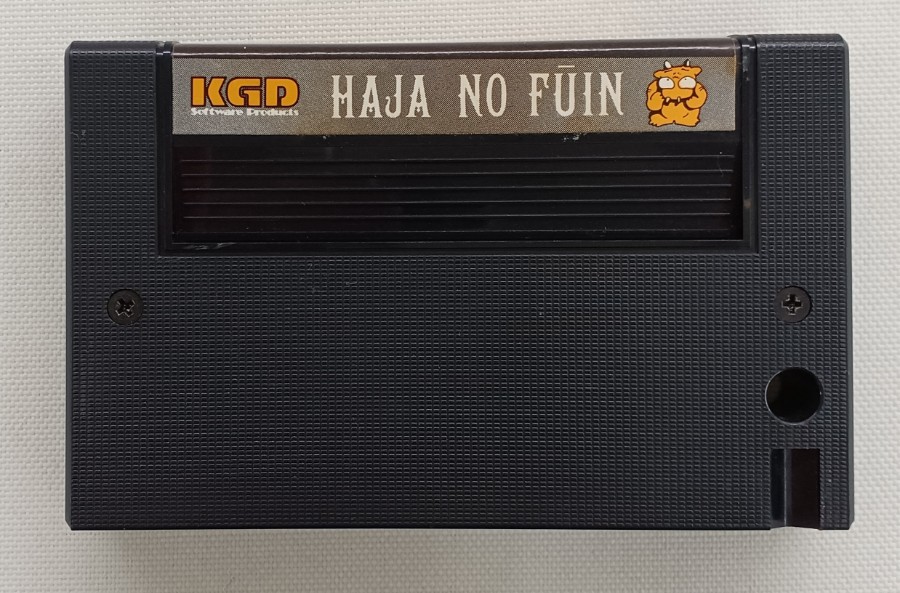 KGD
Software Products
HAJA NO FŪIN